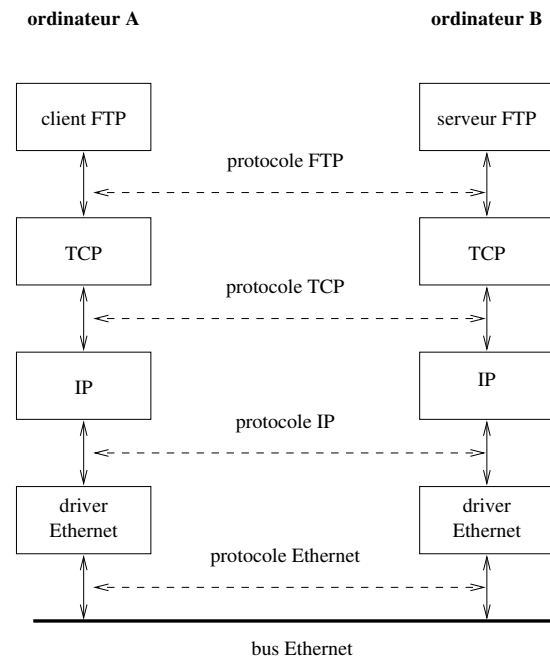 ordinateur A
ordinateur B
client FTP
serveur FTP
protocole FTP
TCP
TCP
protocole TCP
IP
IP
protocole IP
driver
Ethernet
driver
Ethernet
protocole Ethernet
bus Ethernet